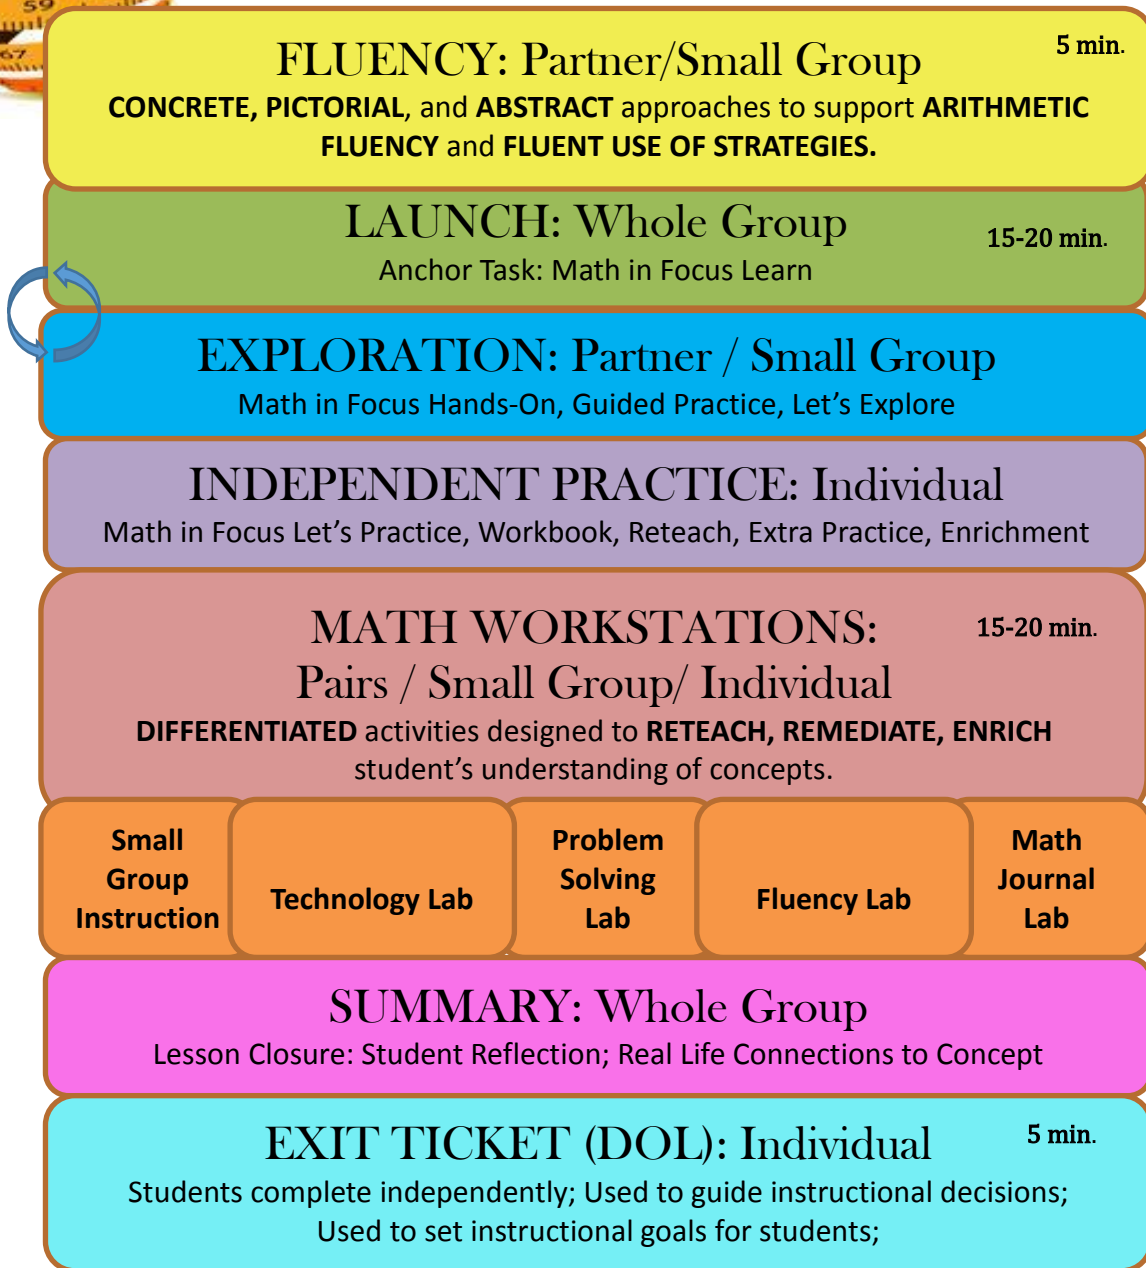 59
67
FLUENCY: Partner/Small Group
5 min.
CONCRETE, PICTORIAL, and ABSTRACT approaches to support ARITHMETIC
FLUENCY and FLUENT USE OF STRATEGIES.
LAUNCH: Whole Group
15-20 min.
Anchor Task: Math in Focus Learn
EXPLORATION: Partner / Small Group
Math in Focus Hands-On, Guided Practice, Let’s Explore
INDEPENDENT PRACTICE: Individual
Math in Focus Let’s Practice, Workbook, Reteach, Extra Practice, Enrichment
MATH WORKSTATIONS:
15-20 min.
Pairs / Small Group/ Individual
DIFFERENTIATED activities designed to RETEACH, REMEDIATE, ENRICH
student’s understanding of concepts.
Small
Group
Instruction
Technology Lab
Problem
Solving
Lab
Fluency Lab
Math
Journal
Lab
SUMMARY: Whole Group
Lesson Closure: Student Reflection; Real Life Connections to Concept
EXIT TICKET (DOL): Individual
5 min.
Students complete independently; Used to guide instructional decisions;
Used to set instructional goals for students;